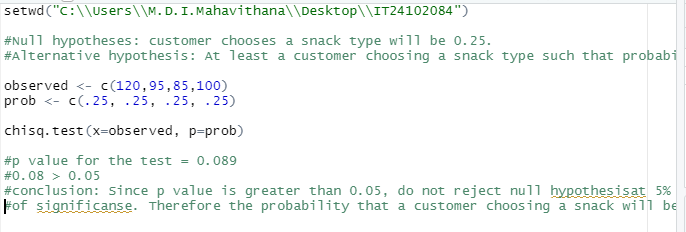 setwd("C:\\Users\\M.D.I.Mahavithana\\Desktop\\IT24102084")
#Null hypotheses: customer chooses a snack type will be 0.25.
#Alternative hypothesis: At least a customer choosing a snack type such that probabi
observed <- c(120,95,85,100)
prob <- c(.25, .25, .25, .25)
chisq.test(x=observed, p=prob)
#p value for the test = 0.089
#0.08 > 0.05
#conclusion: Since p value is greater than 0.05, do not reject null hypothesisat 5%
#of significanse. Therefore the probability that a customer choosing a snack will be